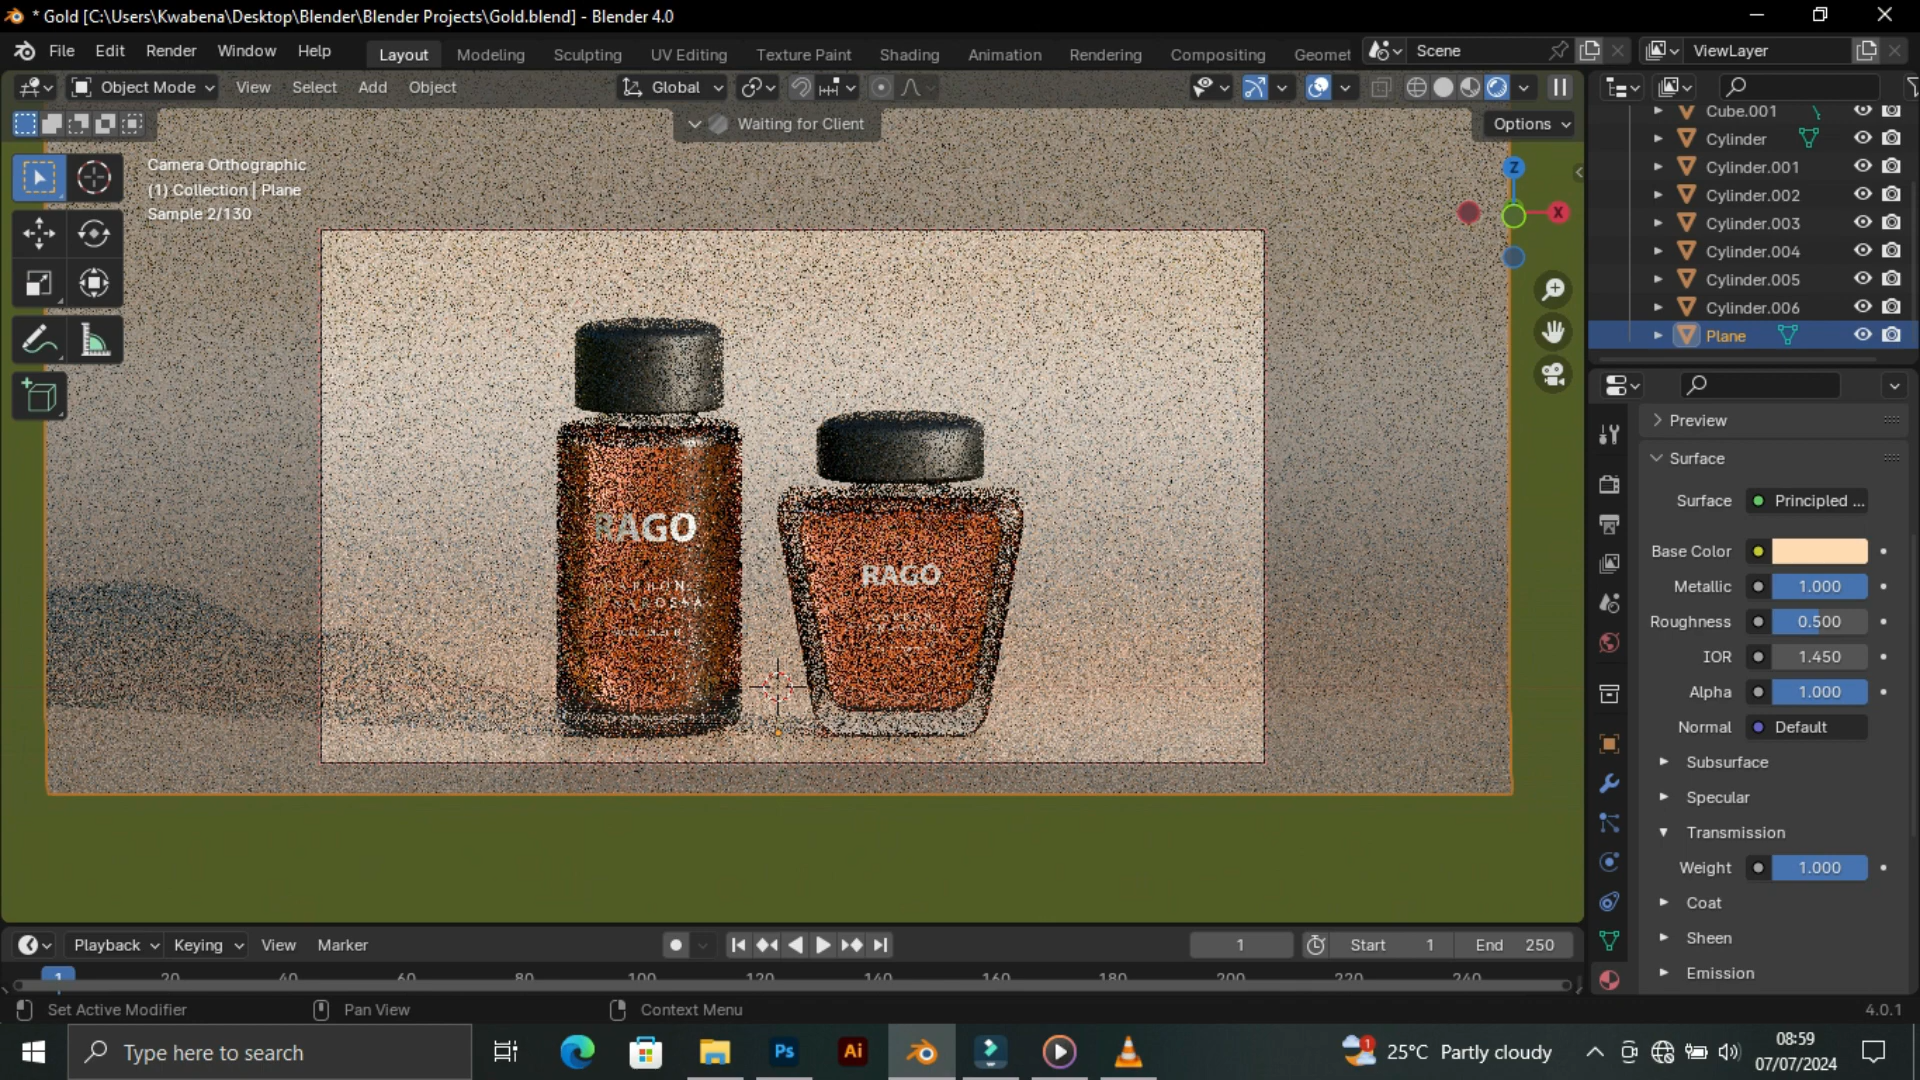 * Gold [C:\Users\Kwabena\Desktop\Blender\Blender Projects\Gold.blend] - Blender 4.0
File Edit Render Window Help Layout Modeling Sculpting UV Editing Texture Paint Shading Animation Rendering Compositing Geomet Scene ViewLayer
Object Mode View Select Add Object Global
Waiting for Client Options
Camera Orthographic
(1) Collection | Plane
Sample 2/130
Z
X
Cube.001
Cylinder
Cylinder.001
Cylinder.002
Cylinder.003
Cylinder.004
Cylinder.005
Cylinder.006
Plane
RAGO
RAGO
Preview
Surface
Surface Principled ...
Base Color
Metallic 1.000
Roughness 0.500
IOR 1.450
Alpha 1.000
Normal Default
Subsurface
Specular
Transmission
Weight 1.000
Coat
Sheen
Emission
Playback Keying View Marker 1 Start 1 End 250
1 20 40 60 80 100 120 140 160 180 200 220 240
Set Active Modifier Pan View Context Menu 4.0.1
Type here to search Ps Ai 1 25°C Partly cloudy 08:59
07/07/2024